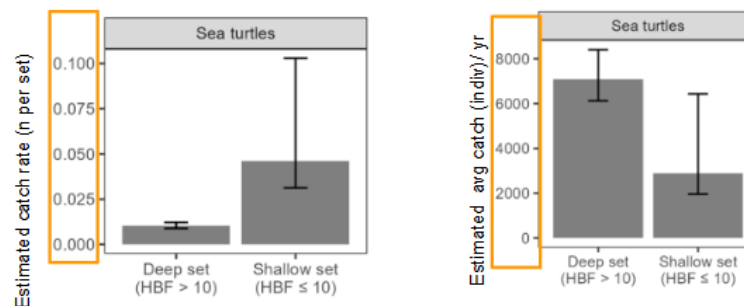 Estimated catch rate (n per set)
Sea turtles
0.100
0.075
0.050
0.025
0.000
Deep set
(HBF > 10)
Shallow set
(HBF ≤ 10)
Estimated avg catch (indiv)/ yr
Sea turtles
8000
6000
4000
2000
0
Deep set
(HBF > 10)
Shallow set
(HBF ≤ 10)